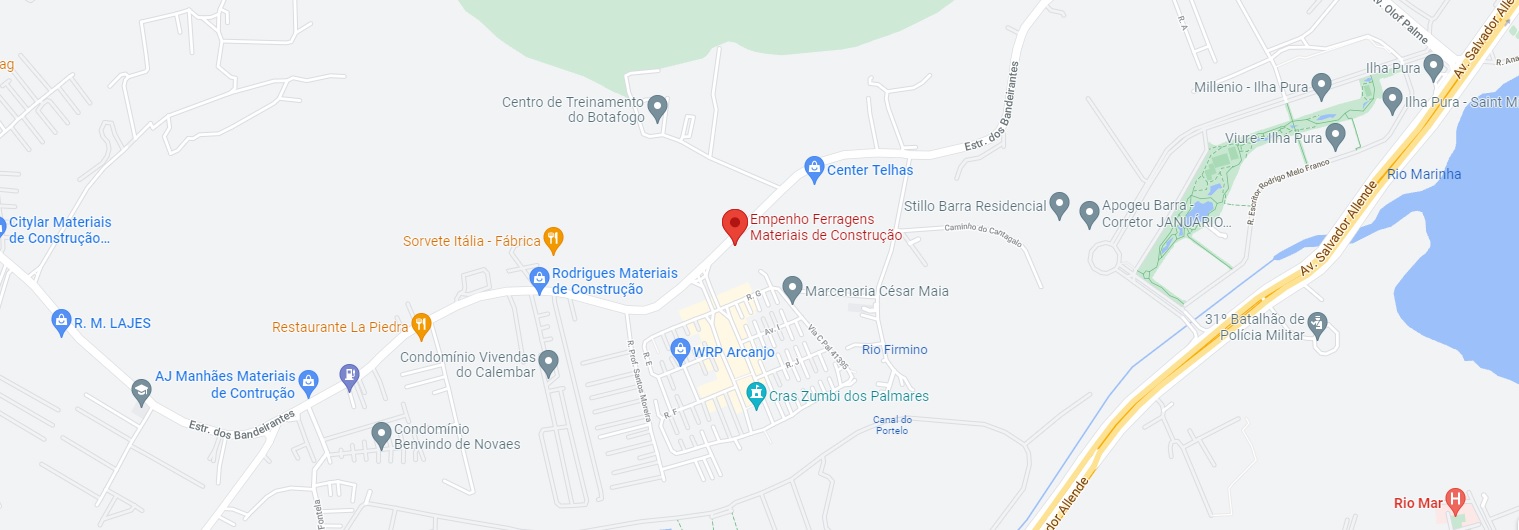 Av. Olof Palme
Av. Salvador Alle
R. A
R. Ana
ag
Ilha Pura
Millenio - Ilha Pura
Ilha Pura - Saint M
Centro de Treinamento
do Botafogo
Estr. dos Bandeirantes
Viure - Ilha Pura
Center Telhas
Rio Marinha
R. Escritor Rodrigo Melo Franco
Stillo Barra Residencial
Apogeu Barra -
Corretor JANUÁRIO...
Empenho Ferragens
Materiais de Construção
Citylar Materiais
de Construção...
Caminho do Cantagalo
Sorvete Itália - Fábrica
Av. Salvador Allende
Rodrigues Materiais
de Construção
R. G
Marcenaria César Maia
R. M. LAJES
Restaurante La Piedra
Av. I
Via C Pal 41395
31º Batalhão de
Polícia Militar
R. E
WRP Arcanjo
Rio Firmino
Condomínio Vivendas
do Calembar
R. J
R. Prof. Santos Moreira
AJ Manhães Materiais
de Contrução
Cras Zumbi dos Palmares
R. F
Estr. dos Bandeirantes
Canal do
Portelo
Condomínio
Benvindo de Novaes
Fontela
Av. Salvador Allende...
Rio Mar
H